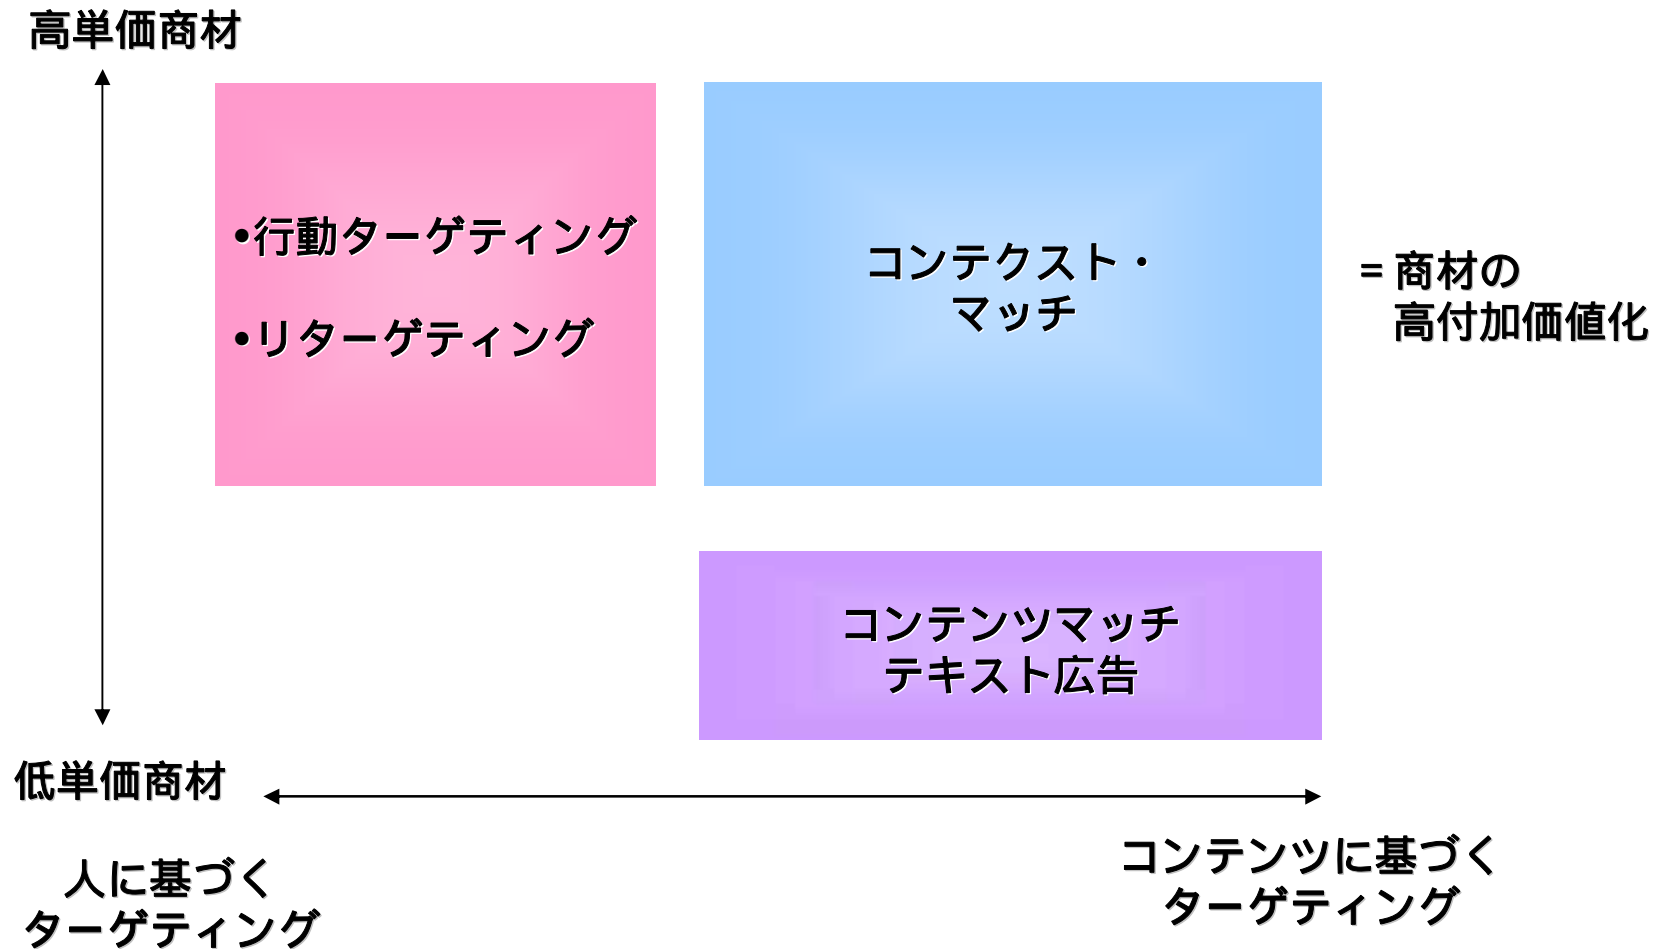 高単価商材
•行動ターゲティング
•リターゲティング
コンテクスト・
マッチ
= 商材の
高付加価値化
コンテンツマッチ
テキスト広告
低単価商材
人に基づく
ターゲティング
コンテンツに基づく
ターゲティング